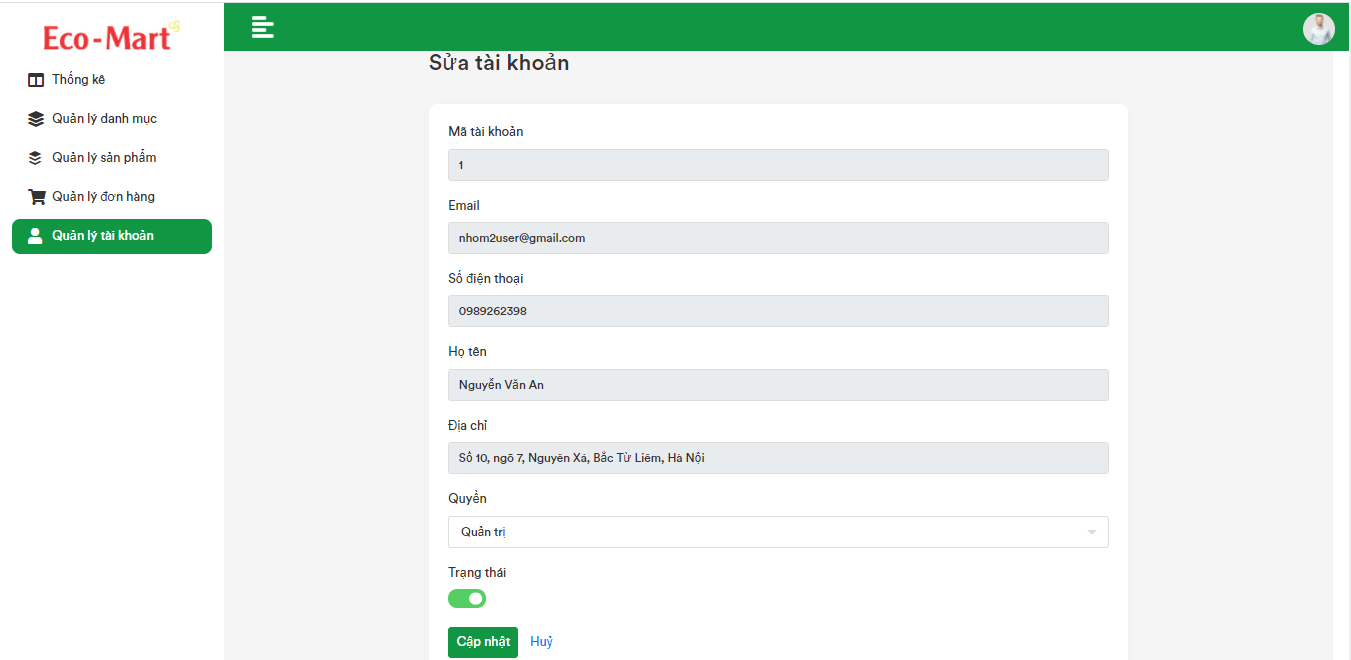 Eco-Mart
Thống kê
Quản lý danh mục
Quản lý sản phẩm
Quản lý đơn hàng
Quản lý tài khoản
Sửa tài khoản
Mã tài khoản
1
Email
nhom2user@gmail.com
Số điện thoại
0989262398
Họ tên
Nguyễn Văn An
Địa chỉ
Số 10, ngõ 7, Nguyên Xá, Bắc Từ Liêm, Hà Nội
Quyền
Quản trị
Trạng thái
Cập nhật Huỷ